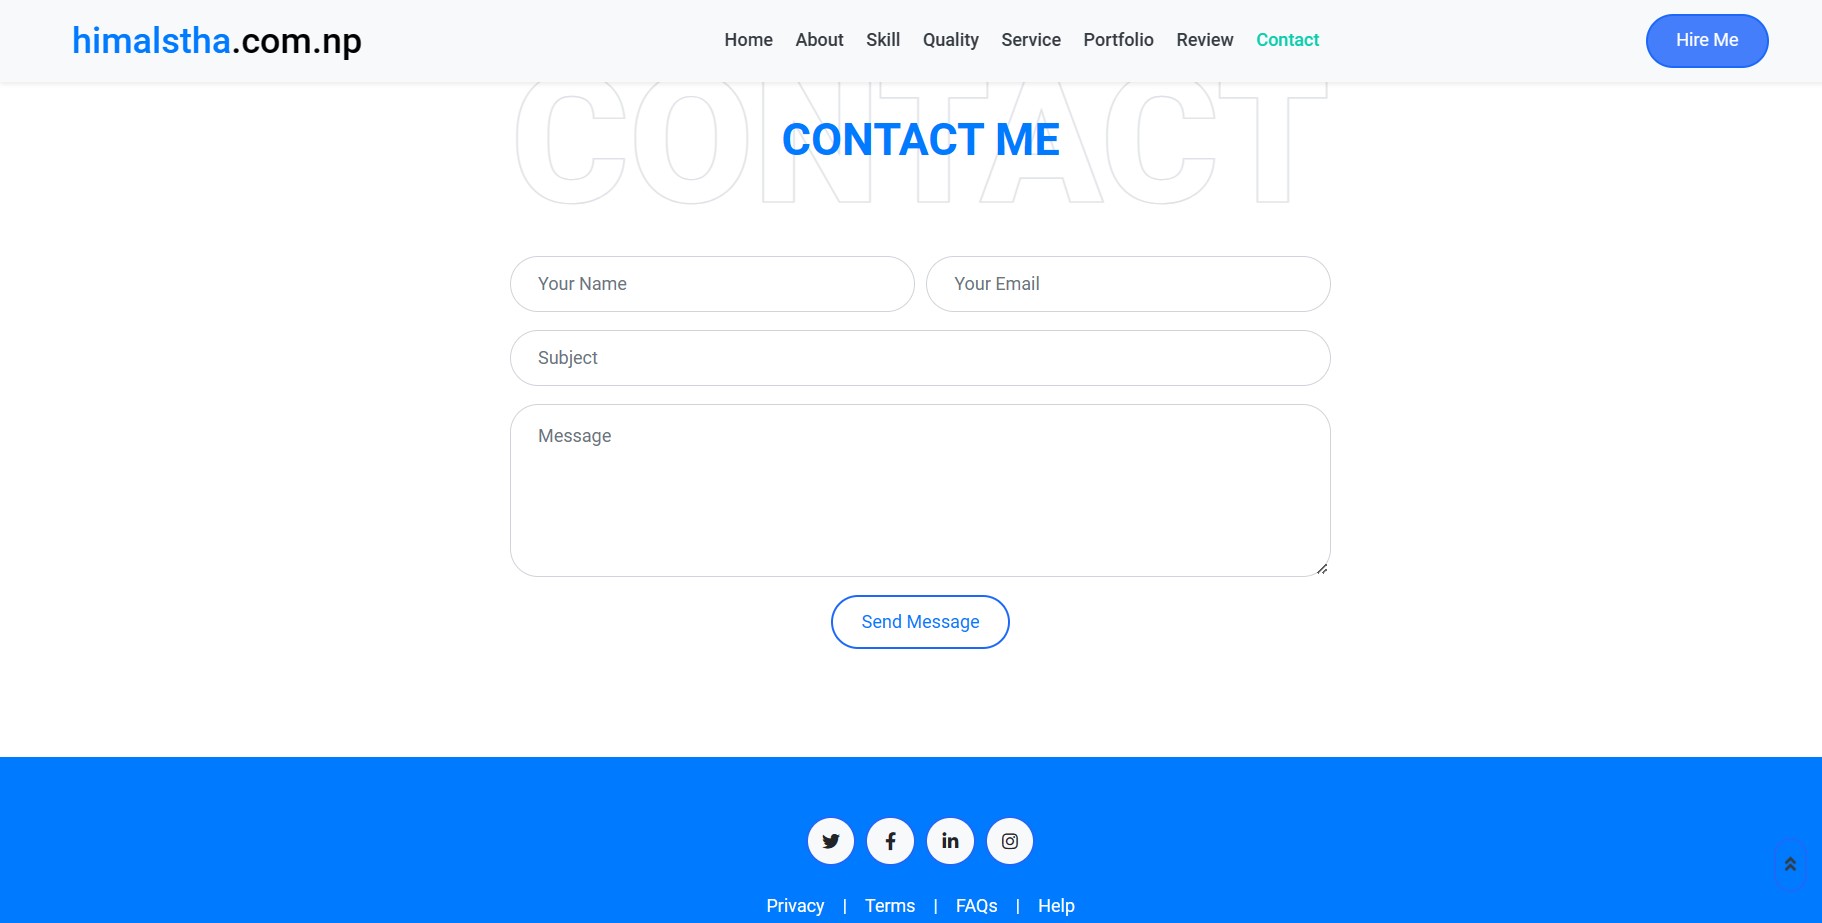 himalstha.com.np
Home About Skill Quality Service Portfolio Review Contact
Hire Me
CONTACT
CONTACT ME
Your Name
Your Email
Subject
Message
Send Message
Privacy | Terms | FAQs | Help